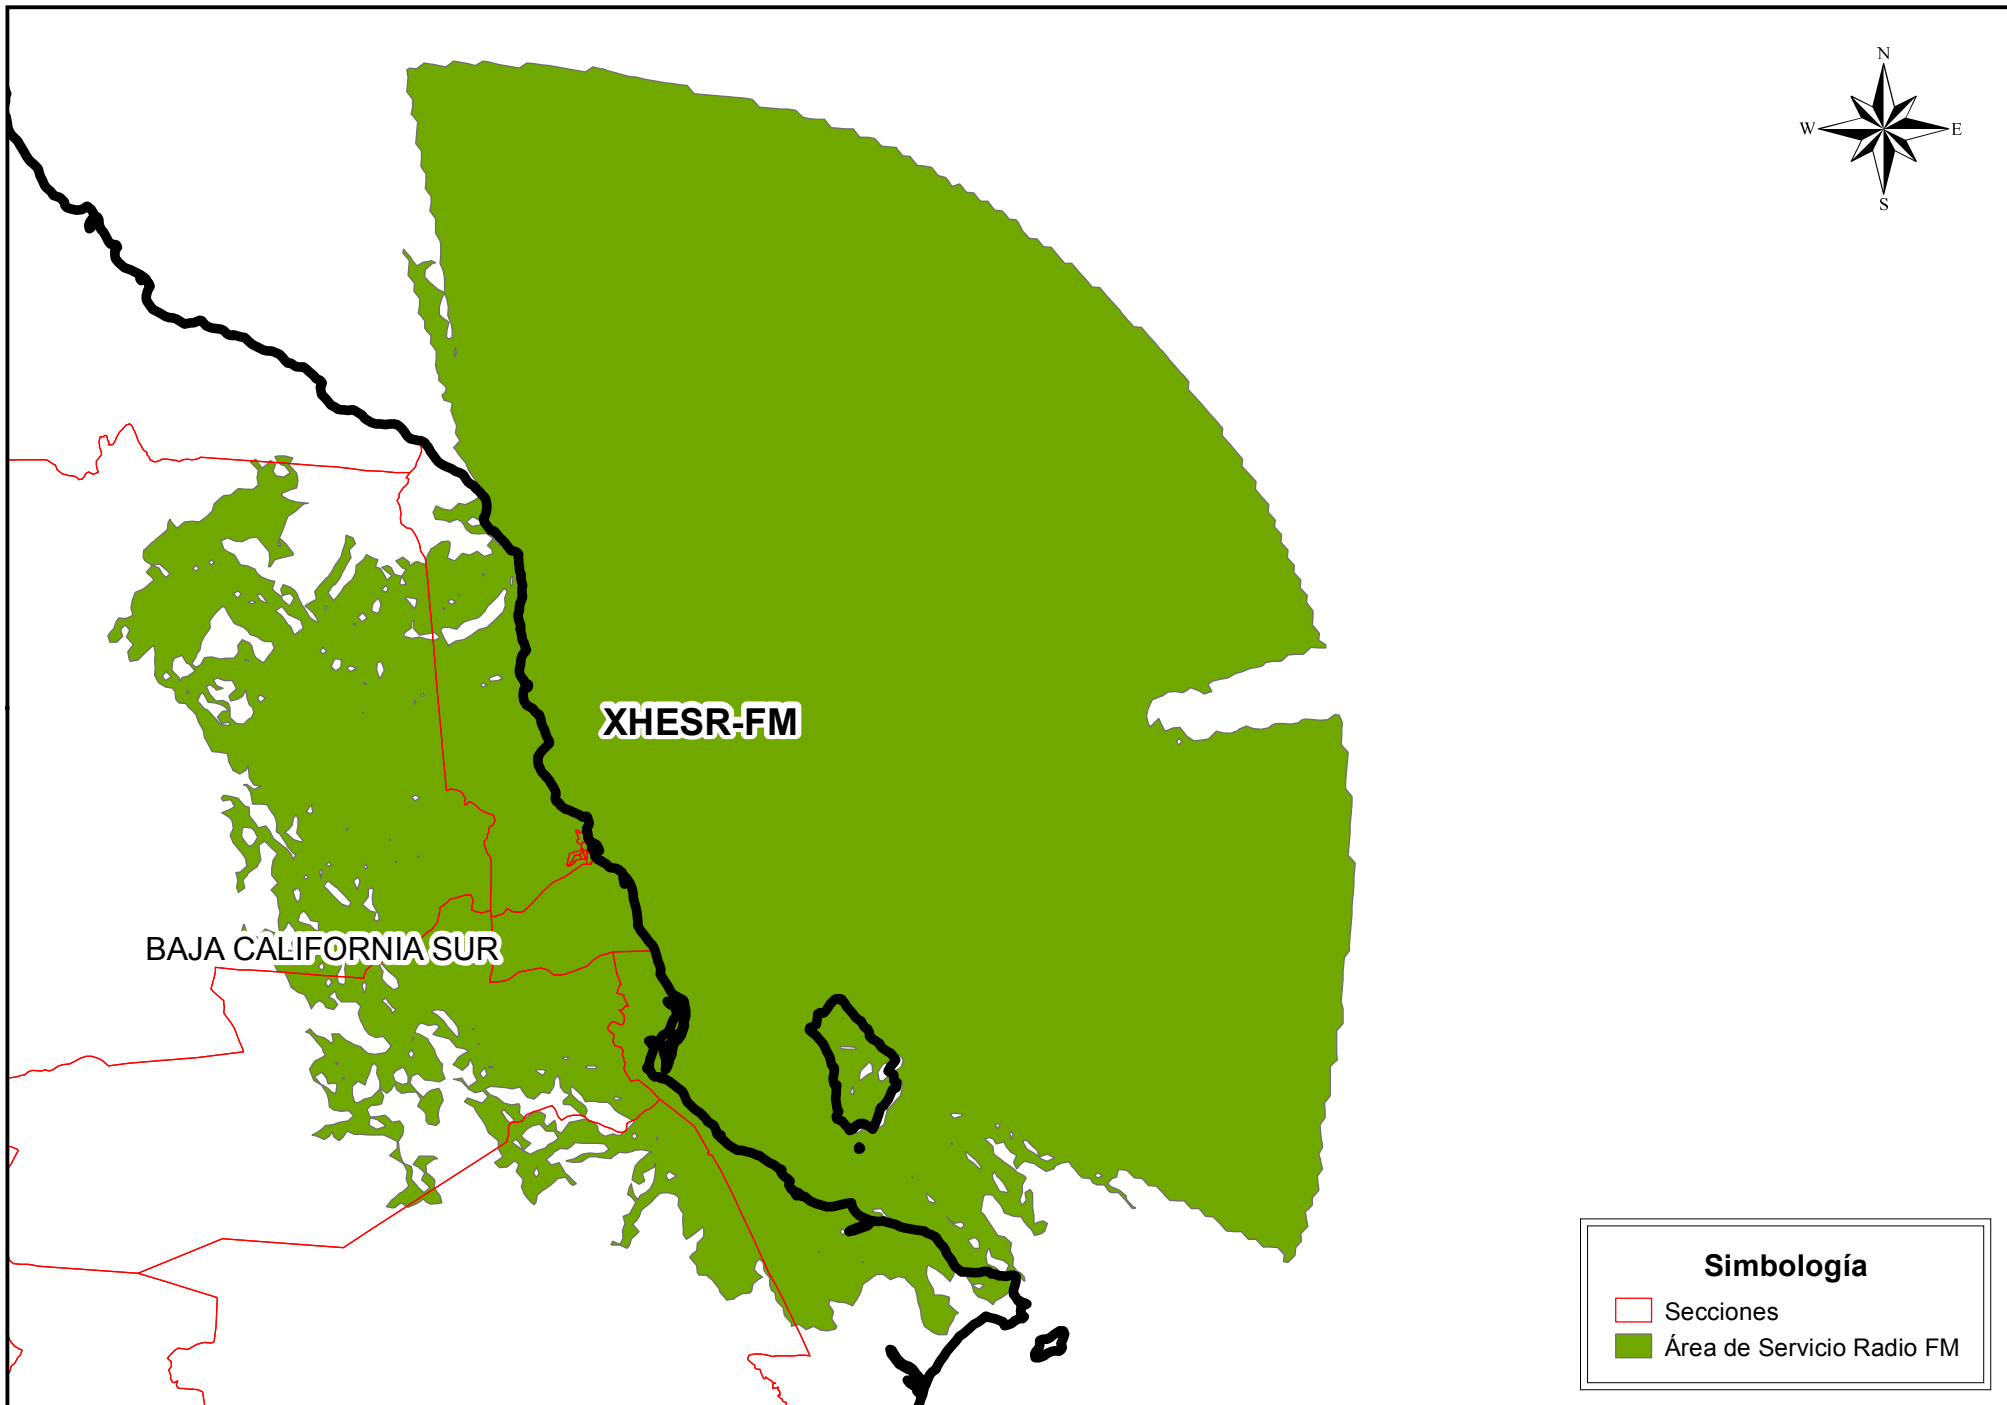 N
W E
S
XHESR-FM
BAJA CALIFORNIA SUR
Simbología
Secciones
Área de Servicio Radio FM